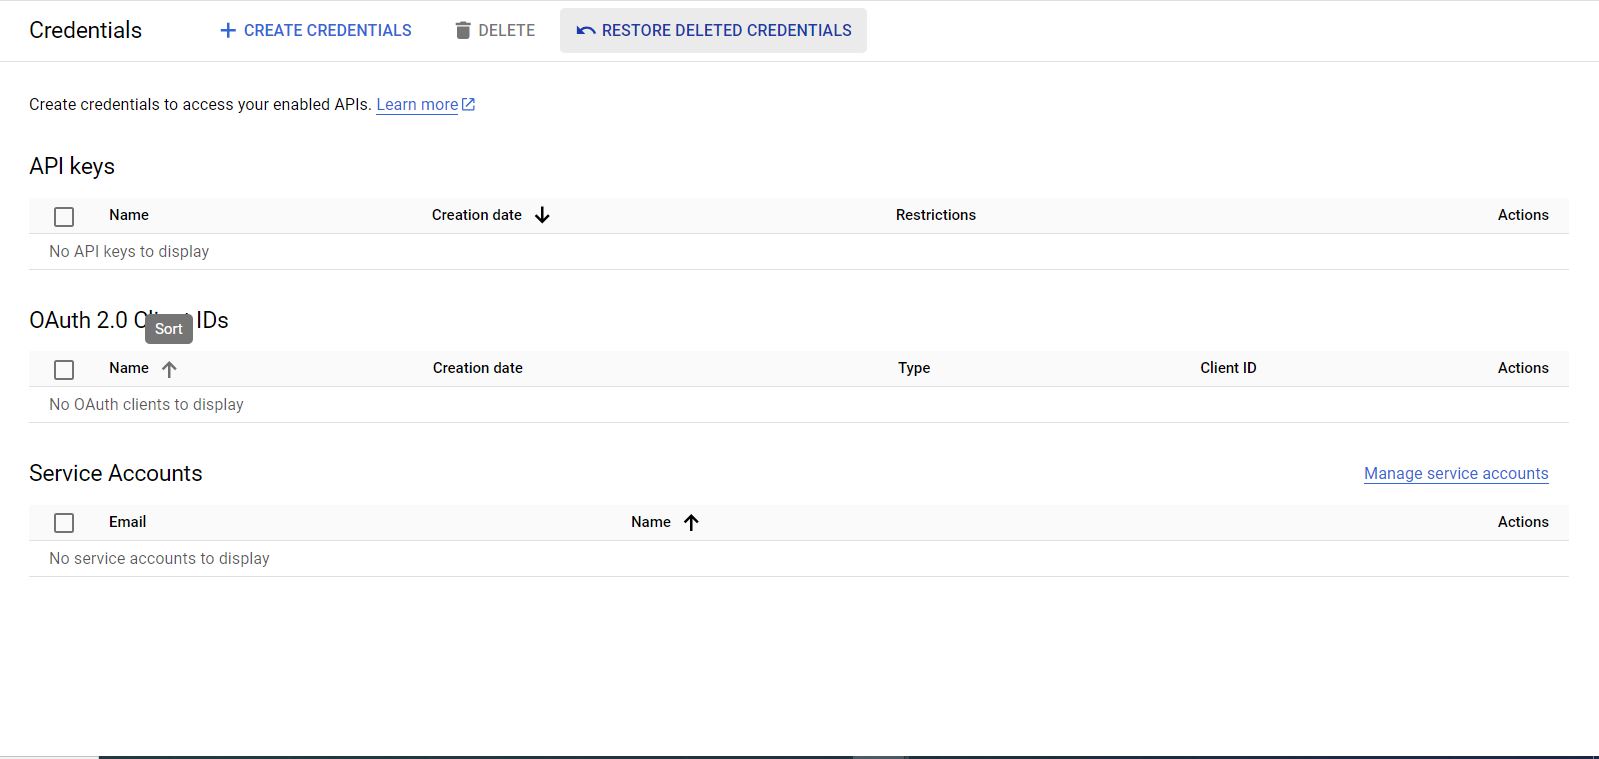 Credentials
CREATE CREDENTIALS
DELETE
RESTORE DELETED CREDENTIALS
Create credentials to access your enabled APIs. Learn more
API keys
Name Creation date Restrictions Actions
No API keys to display
OAuth 2.0 IDs
Sort
Name Creation date Type Client ID Actions
No OAuth clients to display
Service Accounts Manage service accounts
Email Name Actions
No service accounts to display